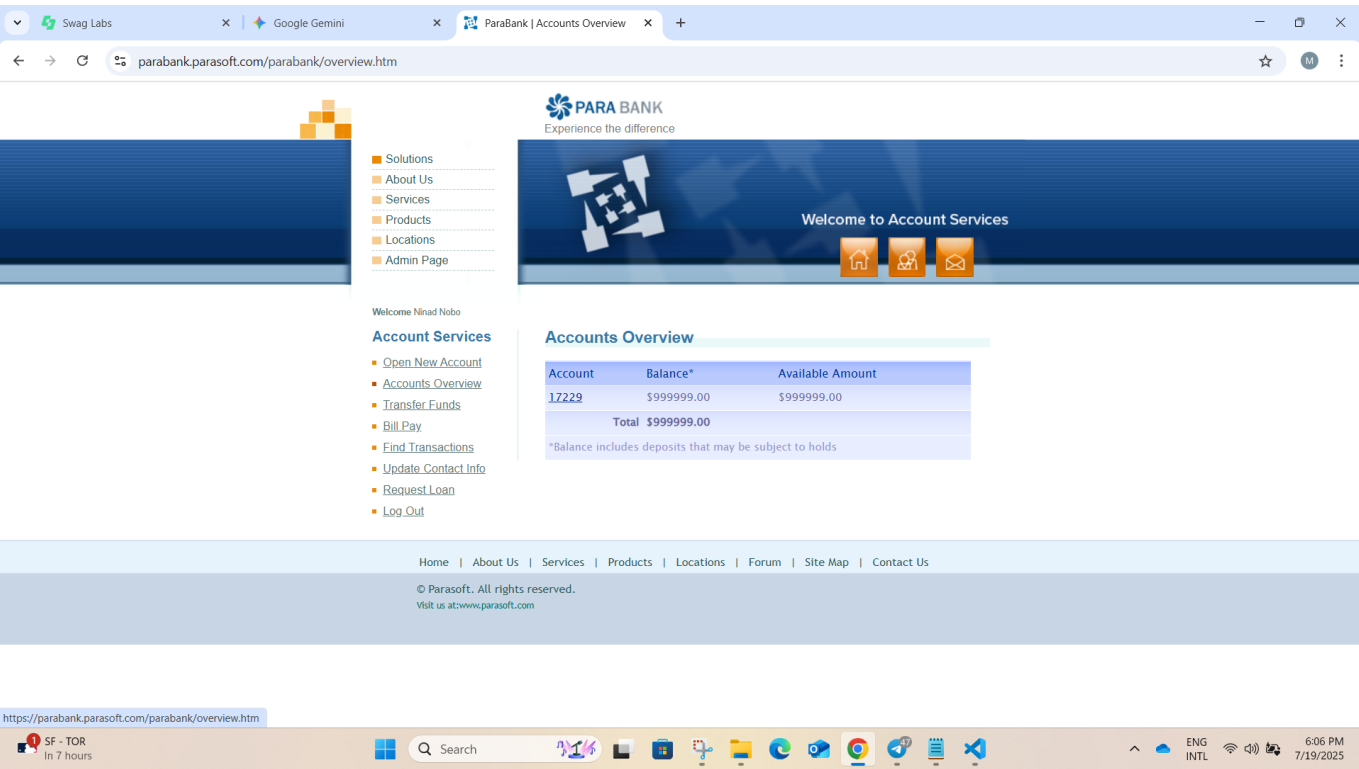 Swag Labs
Google Gemini
ParaBank | Accounts Overview
parabank.parasoft.com/parabank/overview.htm
M
PARA BANK
Experience the difference
Solutions
About Us
Services
Products
Locations
Admin Page
Welcome to Account Services
Welcome Ninad Nobo
Account Services
Open New Account
Accounts Overview
Transfer Funds
Bill Pay
Find Transactions
Update Contact Info
Request Loan
Log Out
Accounts Overview
Account Balance* Available Amount
17229 $999999.00 $999999.00
Total $999999.00
*Balance includes deposits that may be subject to holds
Home | About Us | Services | Products | Locations | Forum | Site Map | Contact Us
© Parasoft. All rights reserved.
Visit us at:www.parasoft.com
https://parabank.parasoft.com/parabank/overview.htm
1
SF - TOR
In 7 hours
Search
47
ENG
INTL
6:06 PM
7/19/2025